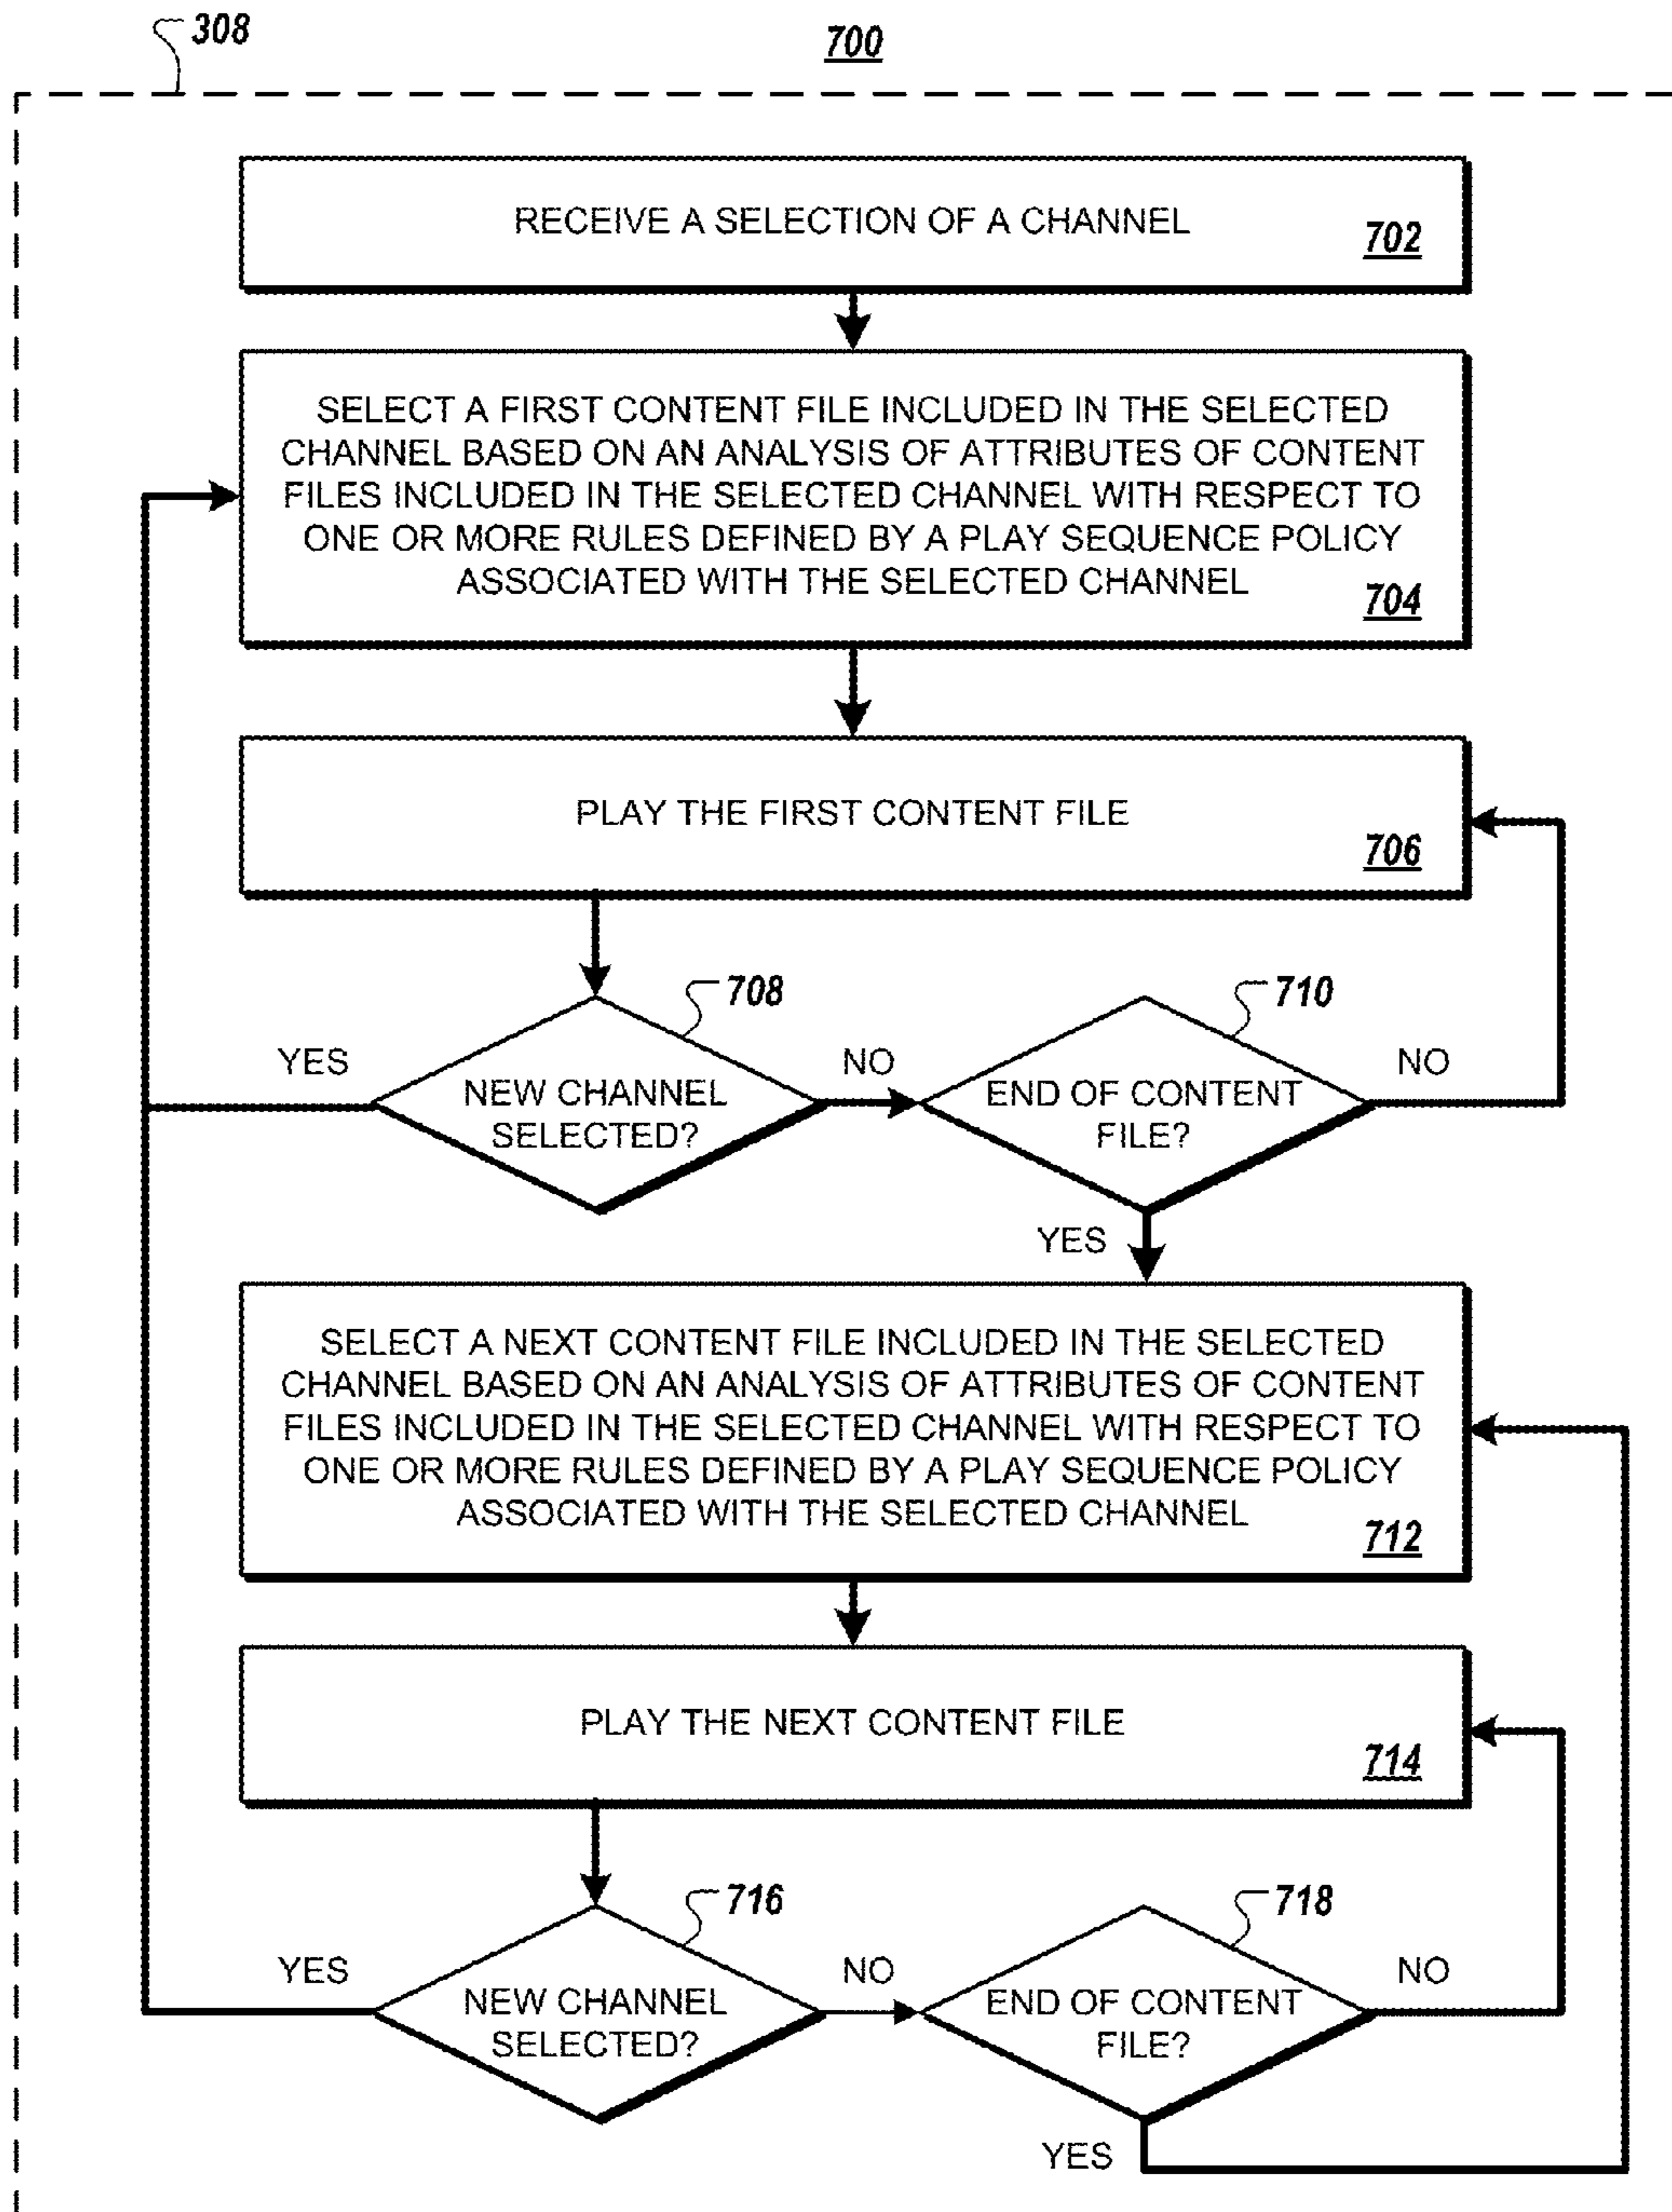 308
700
RECEIVE A SELECTION OF A CHANNEL
702
SELECT A FIRST CONTENT FILE INCLUDED IN THE SELECTED
CHANNEL BASED ON AN ANALYSIS OF ATTRIBUTES OF CONTENT
FILES INCLUDED IN THE SELECTED CHANNEL WITH RESPECT TO
ONE OR MORE RULES DEFINED BY A PLAY SEQUENCE POLICY
ASSOCIATED WITH THE SELECTED CHANNEL
704
PLAY THE FIRST CONTENT FILE
706
708
710
YES
NO
NO
NEW CHANNEL
SELECTED?
END OF CONTENT
FILE?
YES
SELECT A NEXT CONTENT FILE INCLUDED IN THE SELECTED
CHANNEL BASED ON AN ANALYSIS OF ATTRIBUTES OF CONTENT
FILES INCLUDED IN THE SELECTED CHANNEL WITH RESPECT TO
ONE OR MORE RULES DEFINED BY A PLAY SEQUENCE POLICY
ASSOCIATED WITH THE SELECTED CHANNEL
712
PLAY THE NEXT CONTENT FILE
714
716
718
YES
NO
NO
NEW CHANNEL
SELECTED?
END OF CONTENT
FILE?
YES